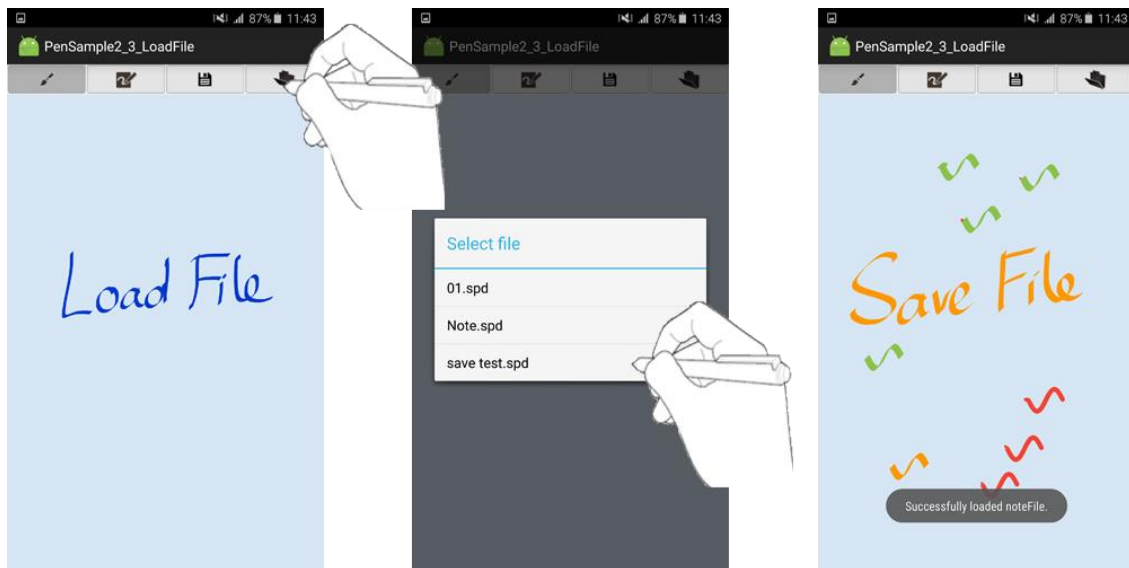 87% 11:43
PenSample2_3_LoadFile
Load File
87% 11:43
PenSample2_3_LoadFile
Select file
01.spd
Note.spd
save test.spd
87% 11:43
PenSample2_3_LoadFile
Save File
Successfully loaded noteFile.